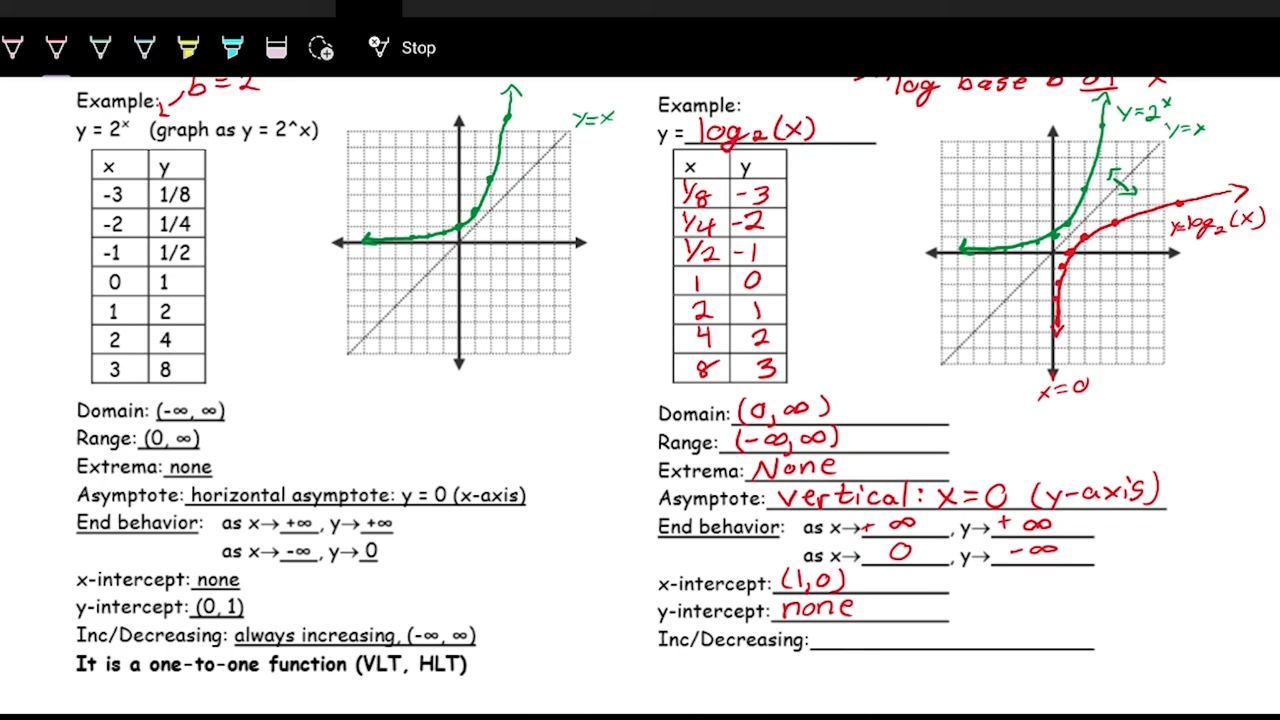 Stop
b = 2
Example:
y = 2ˣ (graph as y = 2^x)
x y
-3 1/8
-2 1/4
-1 1/2
0 1
1 2
2 4
3 8
y=x
Domain: (-∞, ∞)
Range: (0, ∞)
Extrema: none
Asymptote: horizontal asymptote: y = 0 (x-axis)
End behavior: as x→ +∞ , y→ +∞
as x→ -∞ , y→ 0
x-intercept: none
y-intercept: (0, 1)
Inc/Decreasing: always increasing, (-∞, ∞)
It is a one-to-one function (VLT, HLT)
log base b of x
Example:
y = log₂(x)
x y
1/8 -3
1/4 -2
1/2 -1
1 0
2 1
4 2
8 3
y=2ˣ
y=x
y=log₂(x)
x=0
Domain: (0, ∞)
Range: (-∞, ∞)
Extrema: None
Asymptote: vertical: x=0 (y-axis)
End behavior: as x→ + ∞ , y→ + ∞
as x→ 0 , y→ -∞
x-intercept: (1,0)
y-intercept: none
Inc/Decreasing: